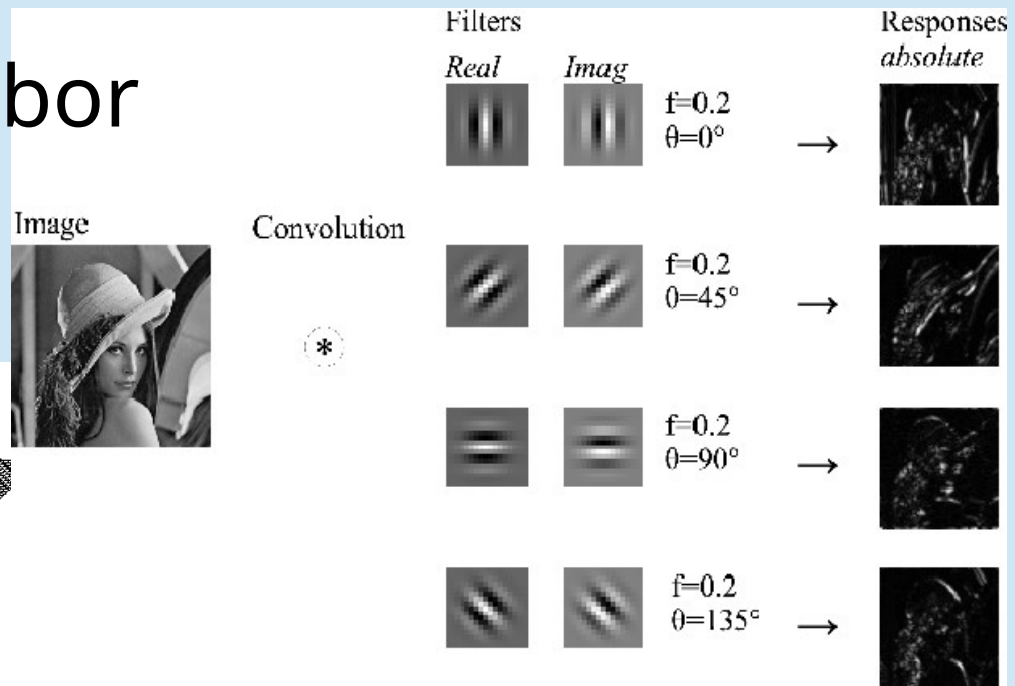 bor
Image
Convolution
*
Filters
Real Imag
f=0.2
θ=0°
→
f=0.2
θ=45°
→
f=0.2
θ=90°
→
f=0.2
θ=135°
→
Responses
absolute